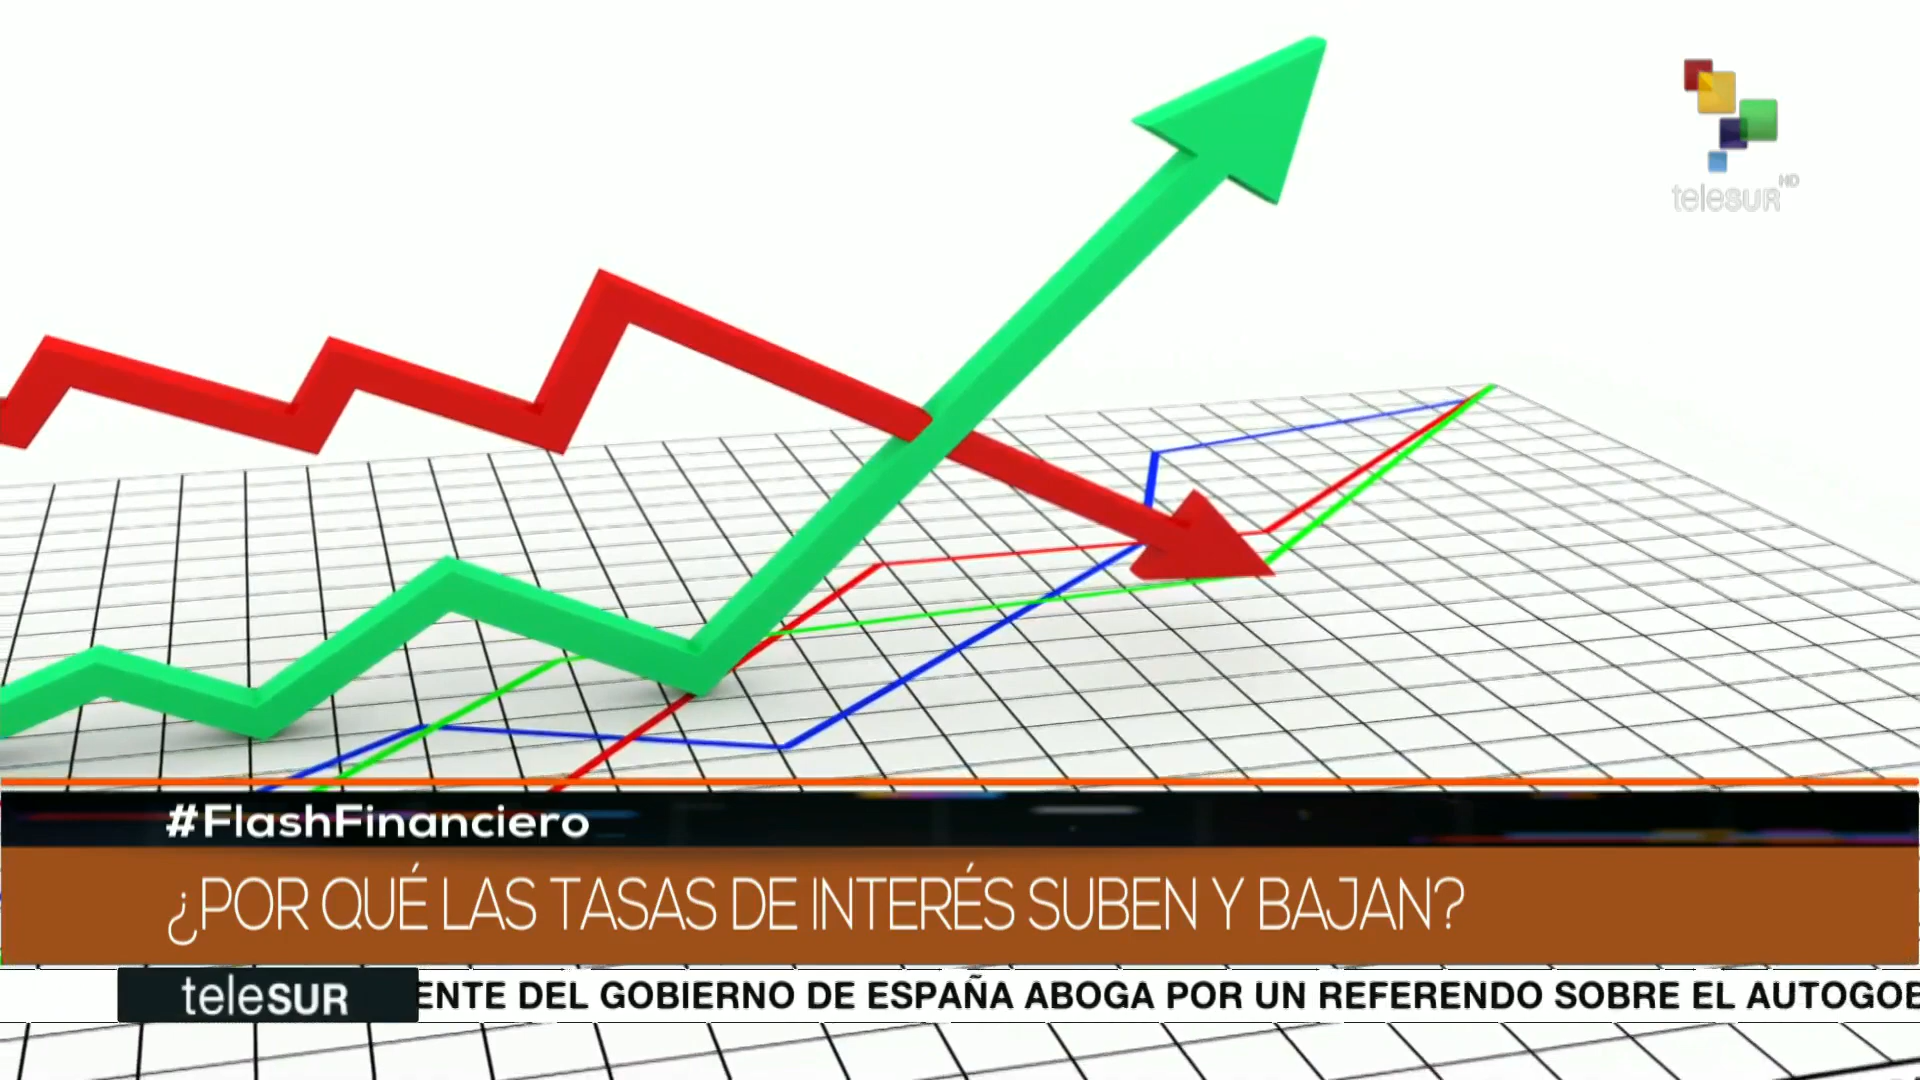 teleSUR HD
#FlashFinanciero
¿POR QUÉ LAS TASAS DE INTERÉS SUBEN Y BAJAN?
teleSUR
ENTE DEL GOBIERNO DE ESPAÑA ABOGA POR UN REFERENDO SOBRE EL AUTOGOB